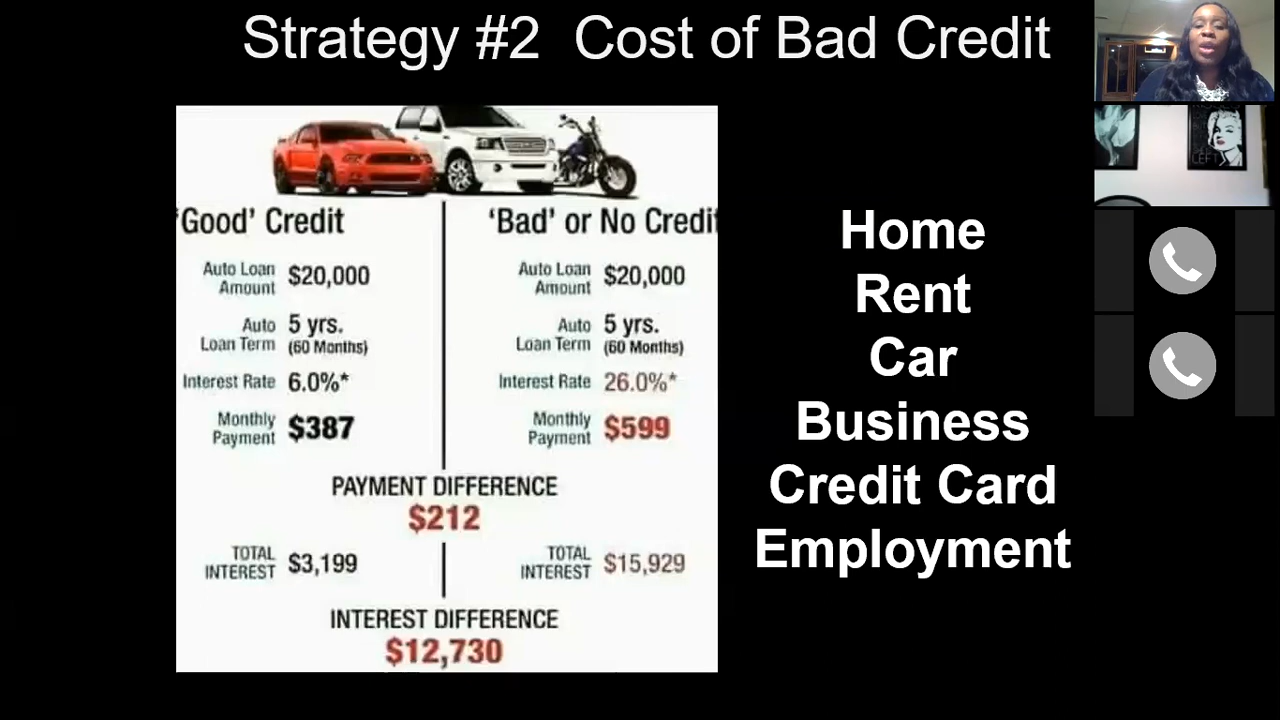 Strategy #2 Cost of Bad Credit
'Good' Credit
Auto Loan Amount $20,000
Auto Loan Term 5 yrs. (60 Months)
Interest Rate 6.0%*
Monthly Payment $387
'Bad' or No Credit
Auto Loan Amount $20,000
Auto Loan Term 5 yrs. (60 Months)
Interest Rate 26.0%*
Monthly Payment $599
PAYMENT DIFFERENCE
$212
TOTAL INTEREST $3,199
TOTAL INTEREST $15,929
INTEREST DIFFERENCE
$12,730
Home
Rent
Car
Business
Credit Card
Employment
LEFT